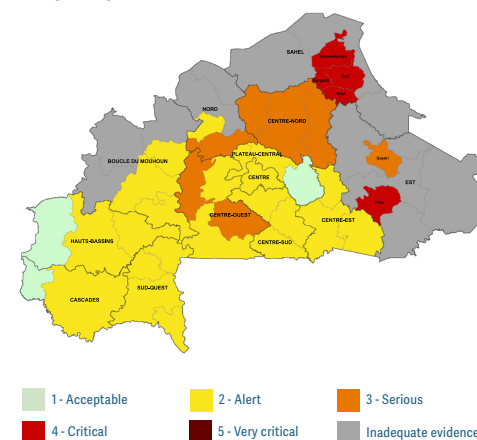 SAHEL
NORD
CENTRE-NORD
BOUCLE DU MOUHOUN
PLATEAU-CENTRAL
CENTRE
Gayeri
EST
CENTRE-OUEST
CENTRE-EST
HAUTS-BASSINS
CENTRE-SUD
SUD-OUEST
CASCADES
1 - Acceptable
2 - Alert
3 - Serious
4 - Critical
5 - Very critical
Inadequate evidence